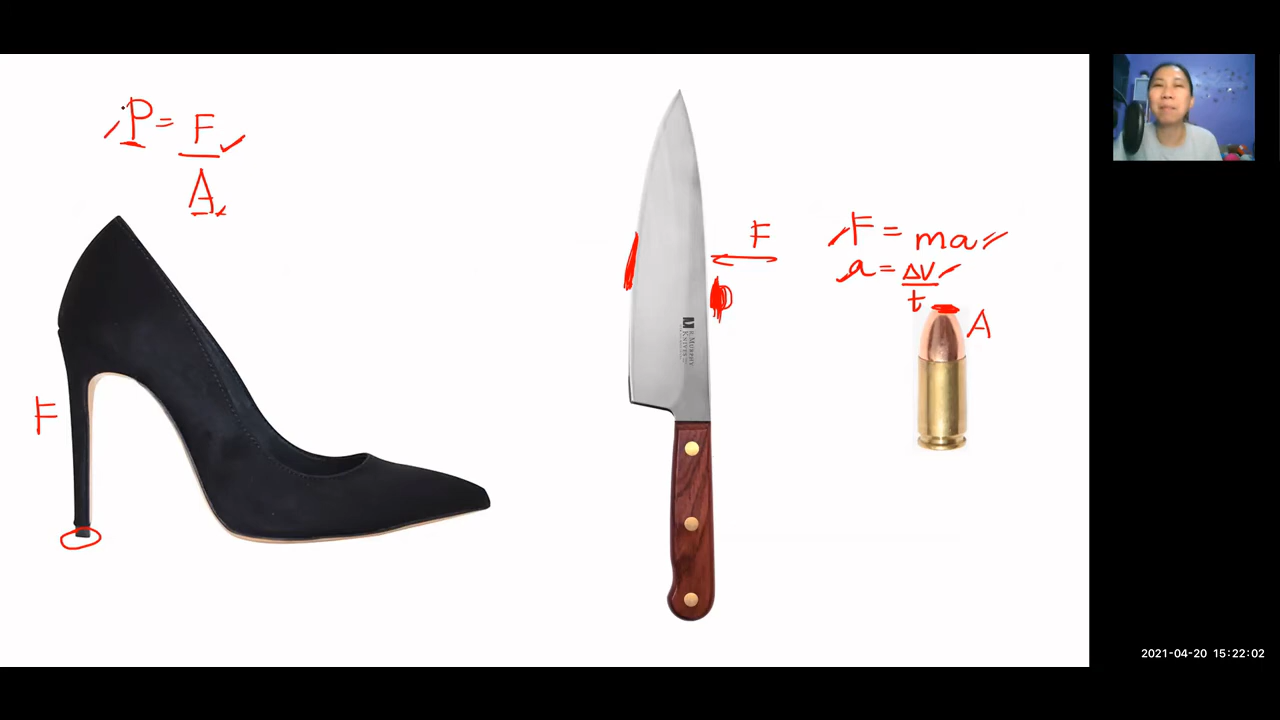 P = F
A
F
F
F = ma
a = ΔV
t
A
2021-04-20 15:22:02